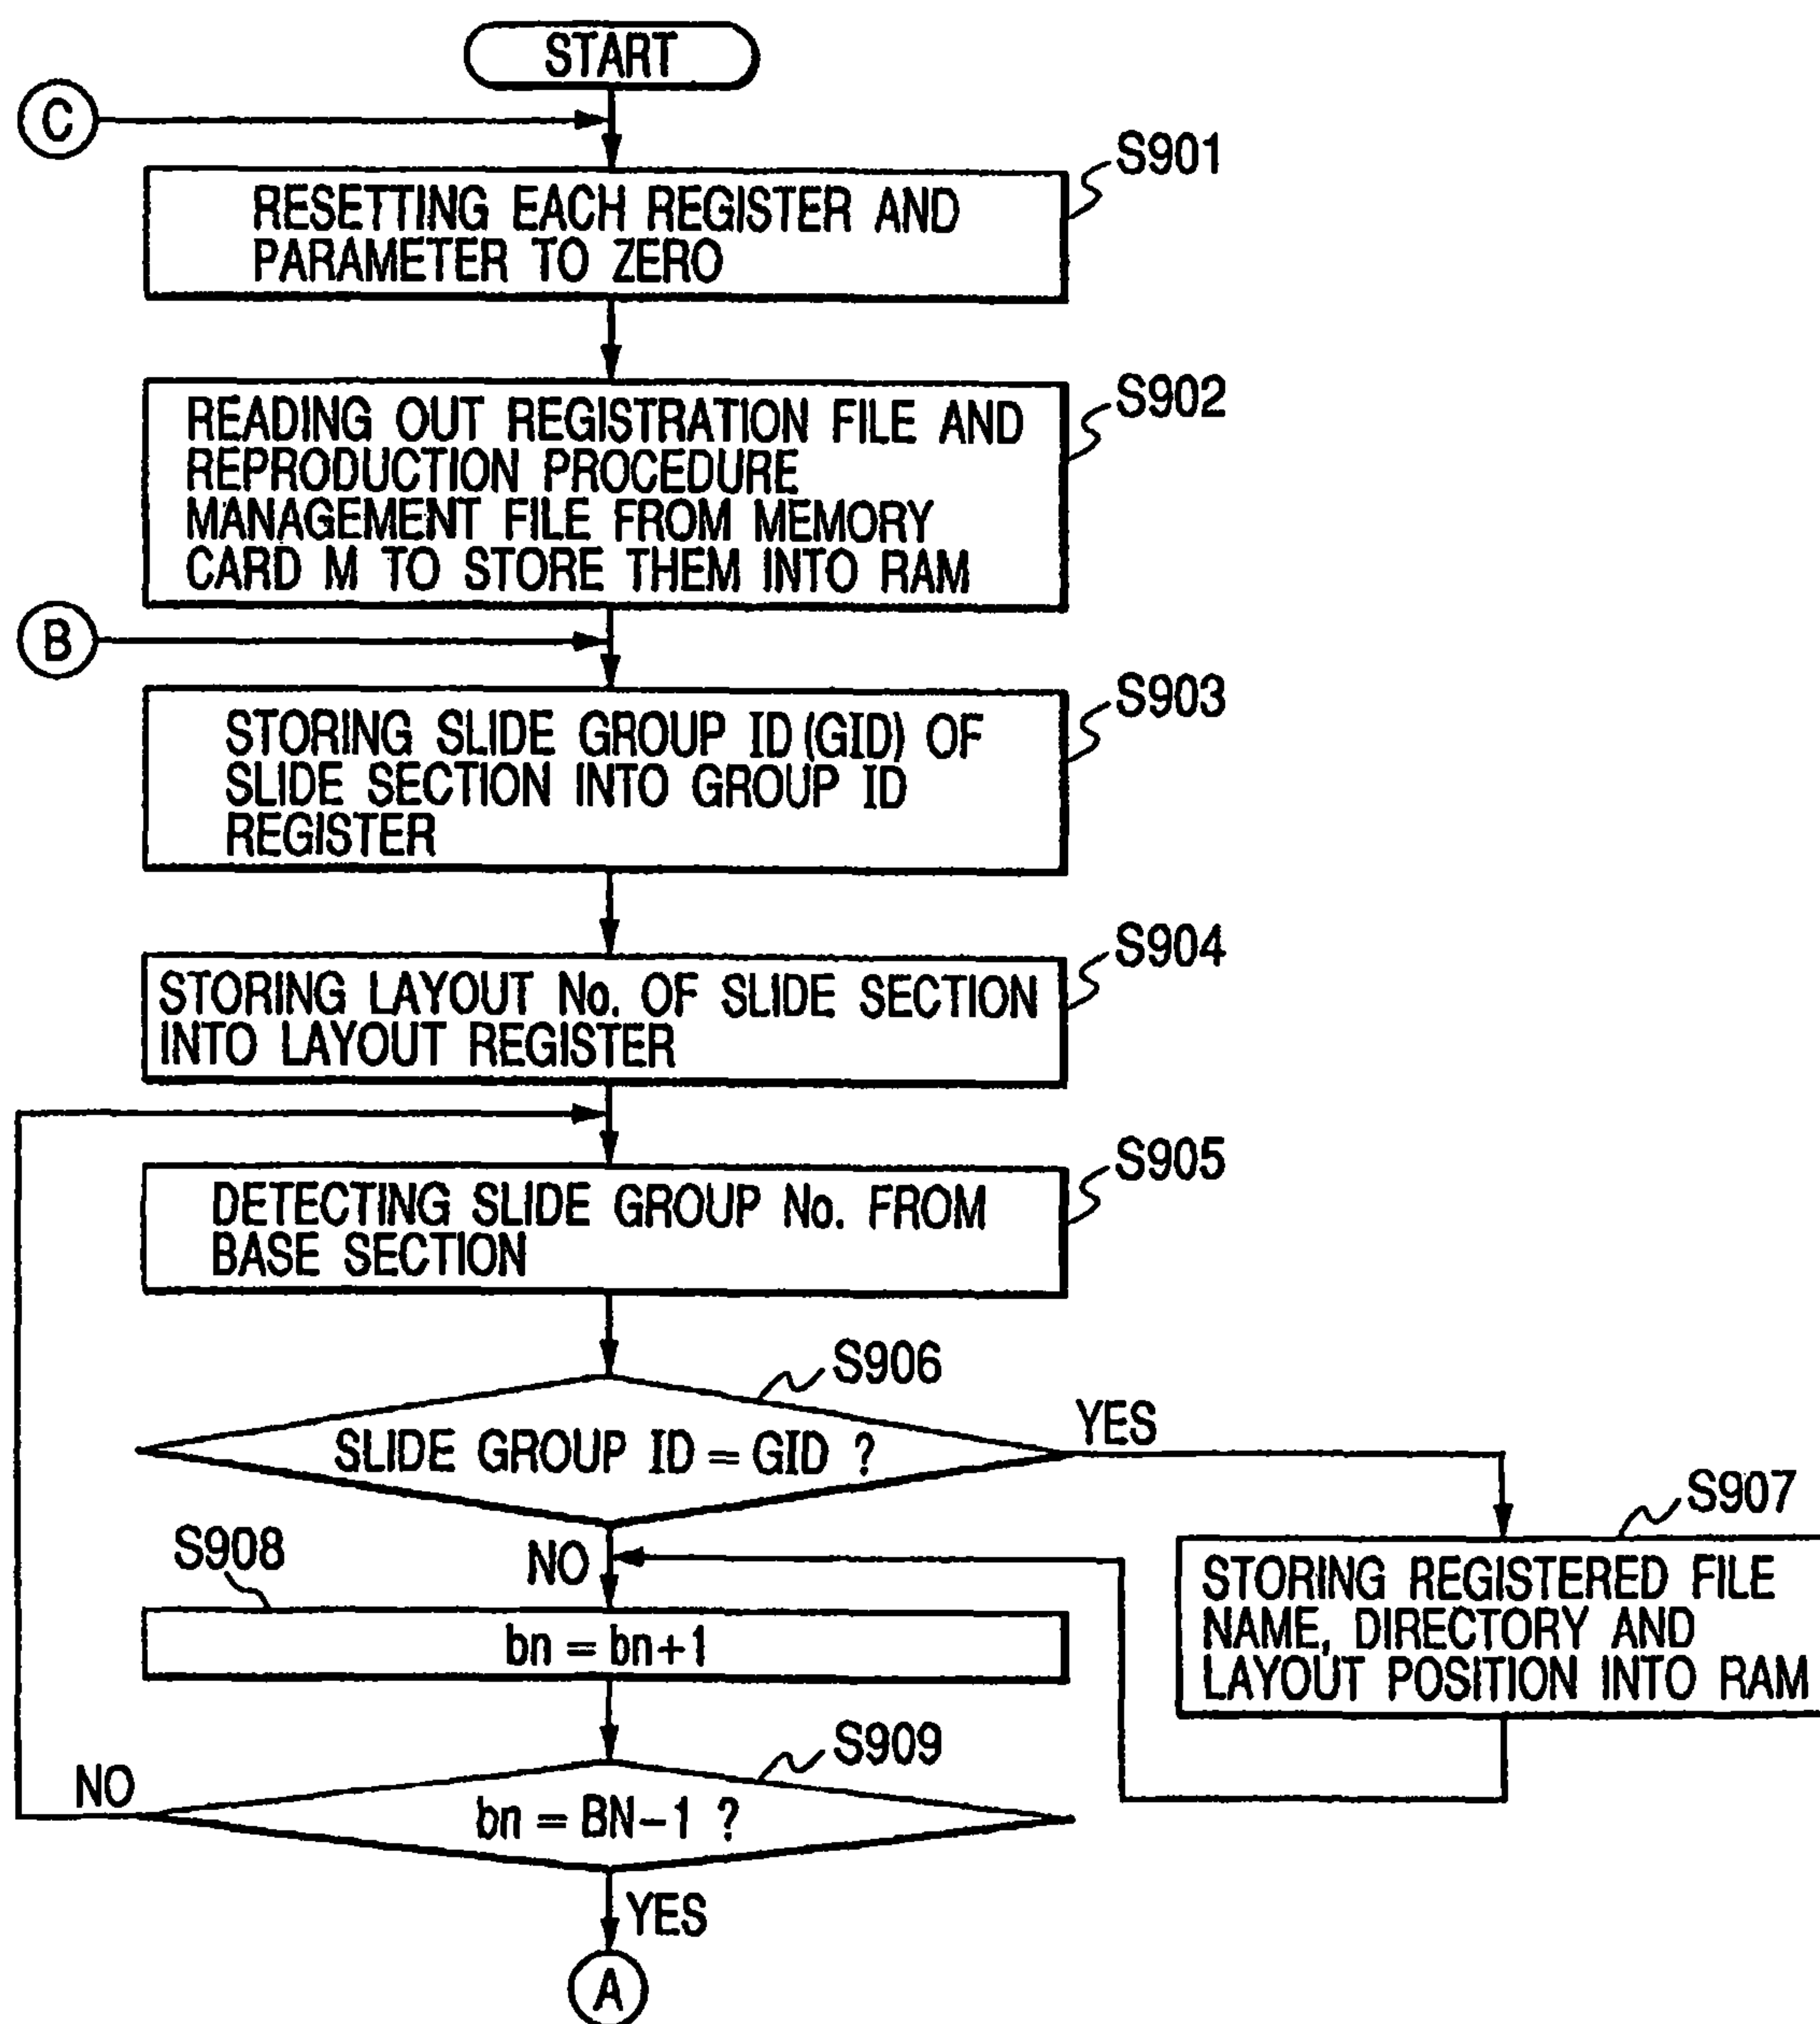 START
C
S901
RESETTING EACH REGISTER AND
PARAMETER TO ZERO
S902
READING OUT REGISTRATION FILE AND
REPRODUCTION PROCEDURE
MANAGEMENT FILE FROM MEMORY
CARD M TO STORE THEM INTO RAM
B
S903
STORING SLIDE GROUP ID (GID) OF
SLIDE SECTION INTO GROUP ID
REGISTER
S904
STORING LAYOUT No. OF SLIDE SECTION
INTO LAYOUT REGISTER
S905
DETECTING SLIDE GROUP No. FROM
BASE SECTION
S906
SLIDE GROUP ID = GID ?
YES
S907
STORING REGISTERED FILE
NAME, DIRECTORY AND
LAYOUT POSITION INTO RAM
NO
S908
bn = bn+1
S909
bn = BN-1 ?
NO
YES
A